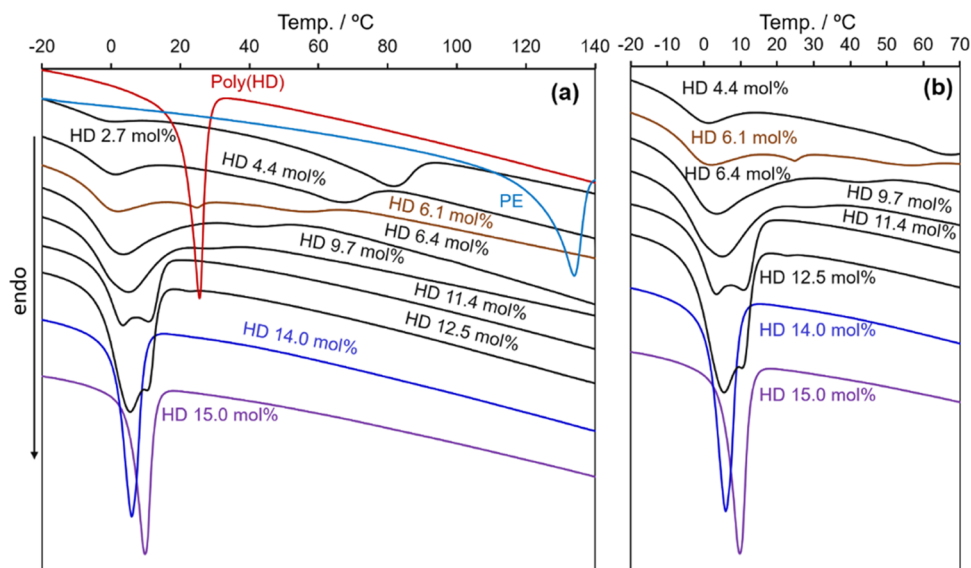 Temp. / ºC
-20 0 20 40 60 80 100 120 140
Poly(HD)
(a)
HD 2.7 mol%
HD 4.4 mol%
PE
HD 6.1 mol%
HD 6.4 mol%
HD 9.7 mol%
HD 11.4 mol%
HD 12.5 mol%
HD 14.0 mol%
HD 15.0 mol%
endo
Temp. / ºC
-20 -10 0 10 20 30 40 50 60 70
(b)
HD 4.4 mol%
HD 6.1 mol%
HD 6.4 mol%
HD 9.7 mol%
HD 11.4 mol%
HD 12.5 mol%
HD 14.0 mol%
HD 15.0 mol%